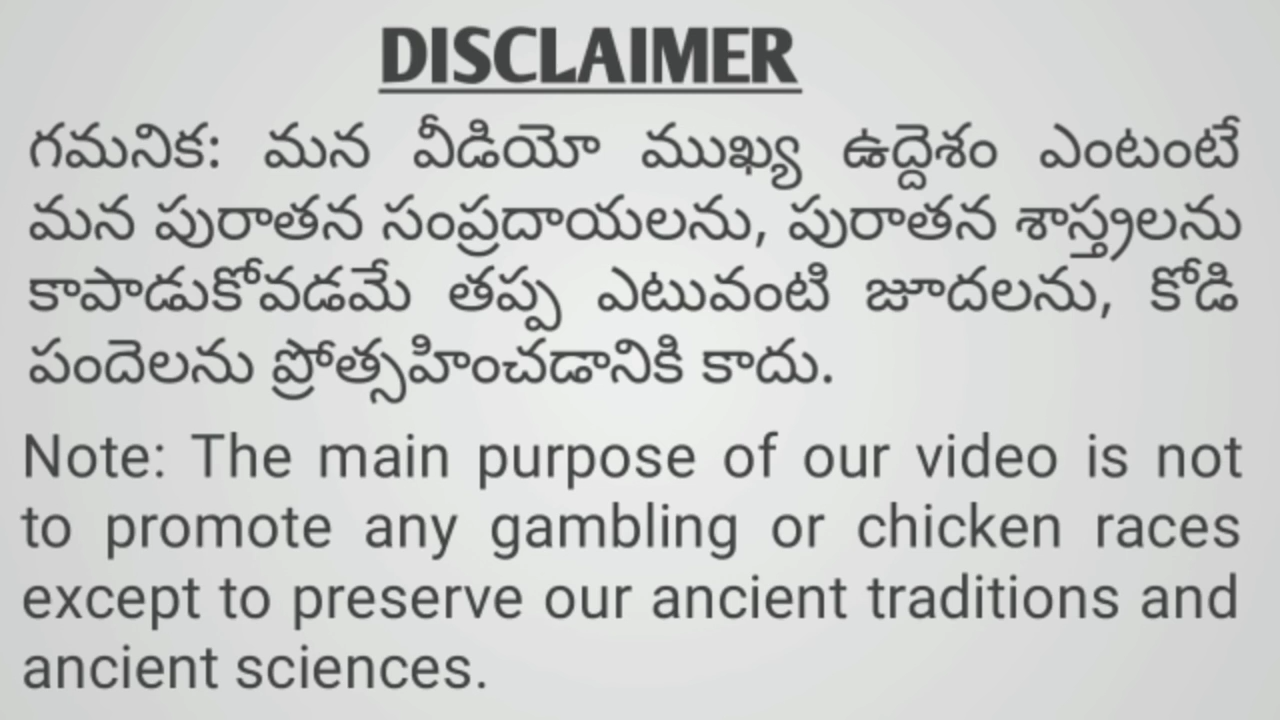 DISCLAIMER
గమనిక: మన వీడియో ముఖ్య ఉద్దెశం ఎంటంటే
మన పురాతన సంప్రదాయలను, పురాతన శాస్త్రలను
కాపాడుకోవడమే తప్ప ఎటువంటి జూదలను, కోడి
పందెలను ప్రోత్సహించడానికి కాదు.
Note: The main purpose of our video is not
to promote any gambling or chicken races
except to preserve our ancient traditions and
ancient sciences.